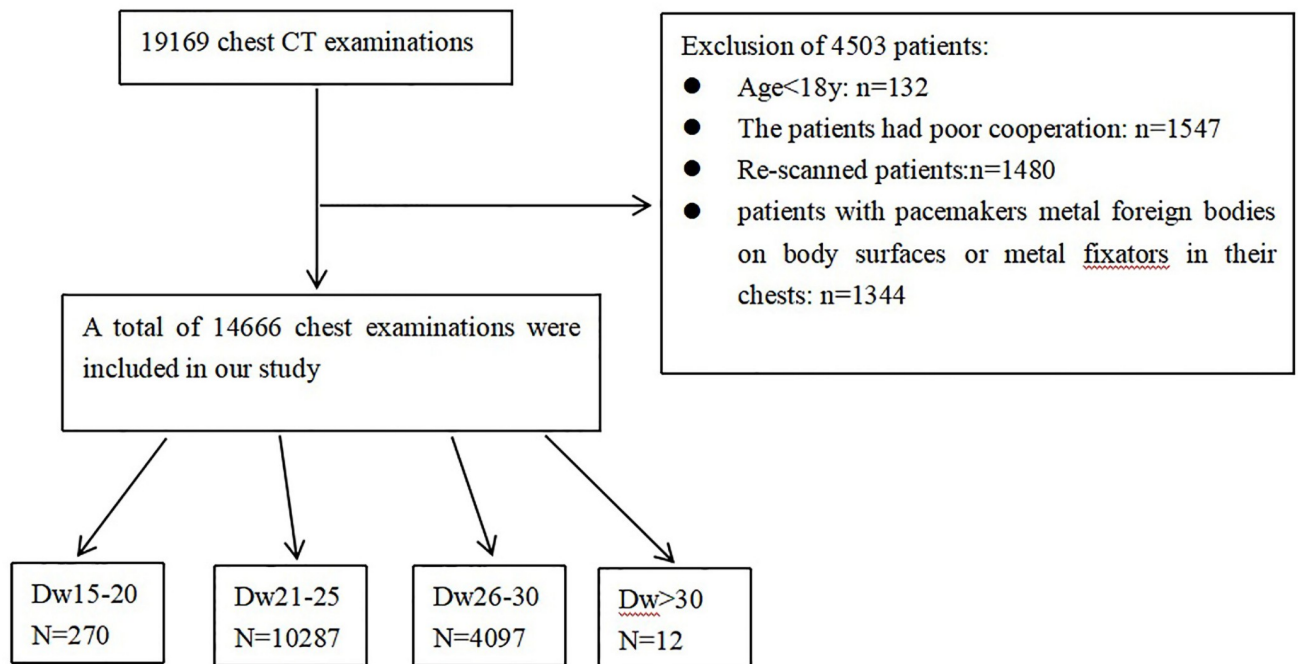 19169 chest CT examinations
Exclusion of 4503 patients:
● Age<18y: n=132
● The patients had poor cooperation: n=1547
● Re-scanned patients:n=1480
● patients with pacemakers metal foreign bodies
on body surfaces or metal fixators in their
chests: n=1344
A total of 14666 chest examinations were
included in our study
Dw15-20
N=270
Dw21-25
N=10287
Dw26-30
N=4097
Dw>30
N=12